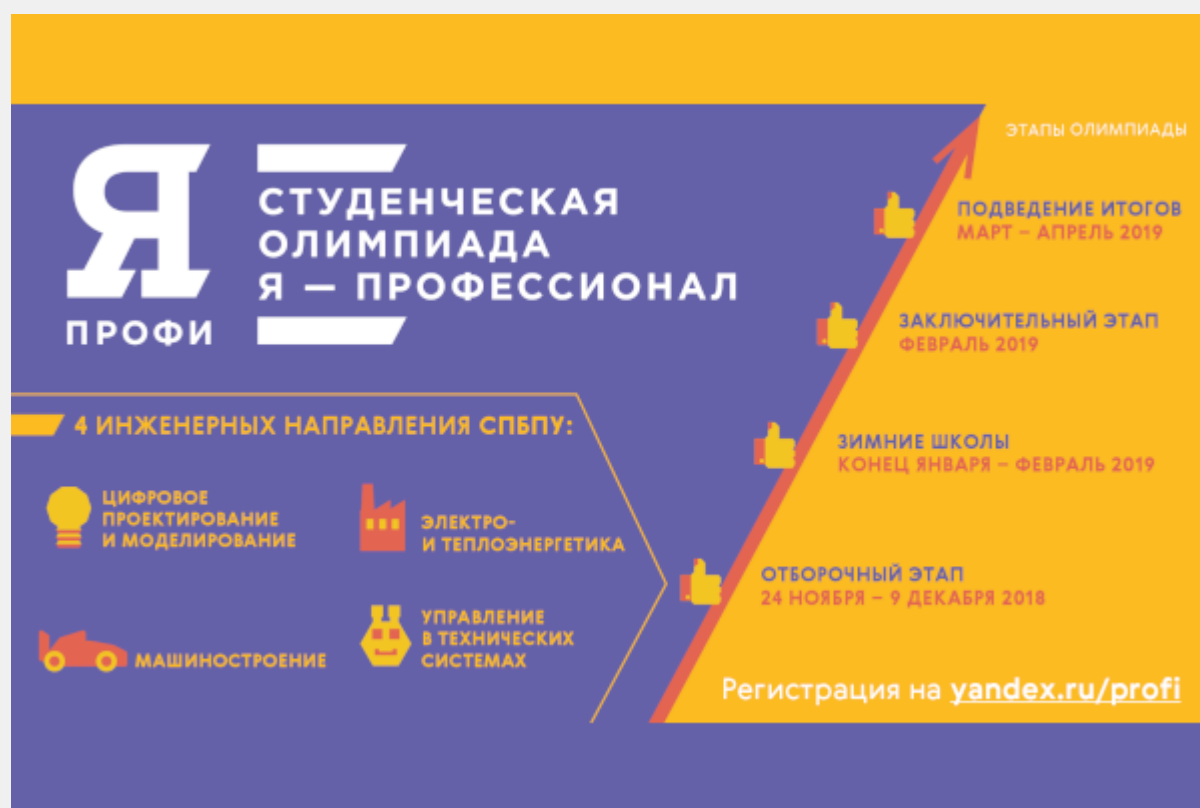 Я
ПРОФИ
СТУДЕНЧЕСКАЯ
ОЛИМПИАДА
Я — ПРОФЕССИОНАЛ
4 ИНЖЕНЕРНЫХ НАПРАВЛЕНИЯ СПБПУ:
ЦИФРОВОЕ
ПРОЕКТИРОВАНИЕ
И МОДЕЛИРОВАНИЕ
ЭЛЕКТРО-
И ТЕПЛОЭНЕРГЕТИКА
МАШИНОСТРОЕНИЕ
УПРАВЛЕНИЕ
В ТЕХНИЧЕСКИХ
СИСТЕМАХ
ЭТАПЫ ОЛИМПИАДЫ
ПОДВЕДЕНИЕ ИТОГОВ
МАРТ – АПРЕЛЬ 2019
ЗАКЛЮЧИТЕЛЬНЫЙ ЭТАП
ФЕВРАЛЬ 2019
ЗИМНИЕ ШКОЛЫ
КОНЕЦ ЯНВАРЯ – ФЕВРАЛЬ 2019
ОТБОРОЧНЫЙ ЭТАП
24 НОЯБРЯ – 9 ДЕКАБРЯ 2018
Регистрация на yandex.ru/profi